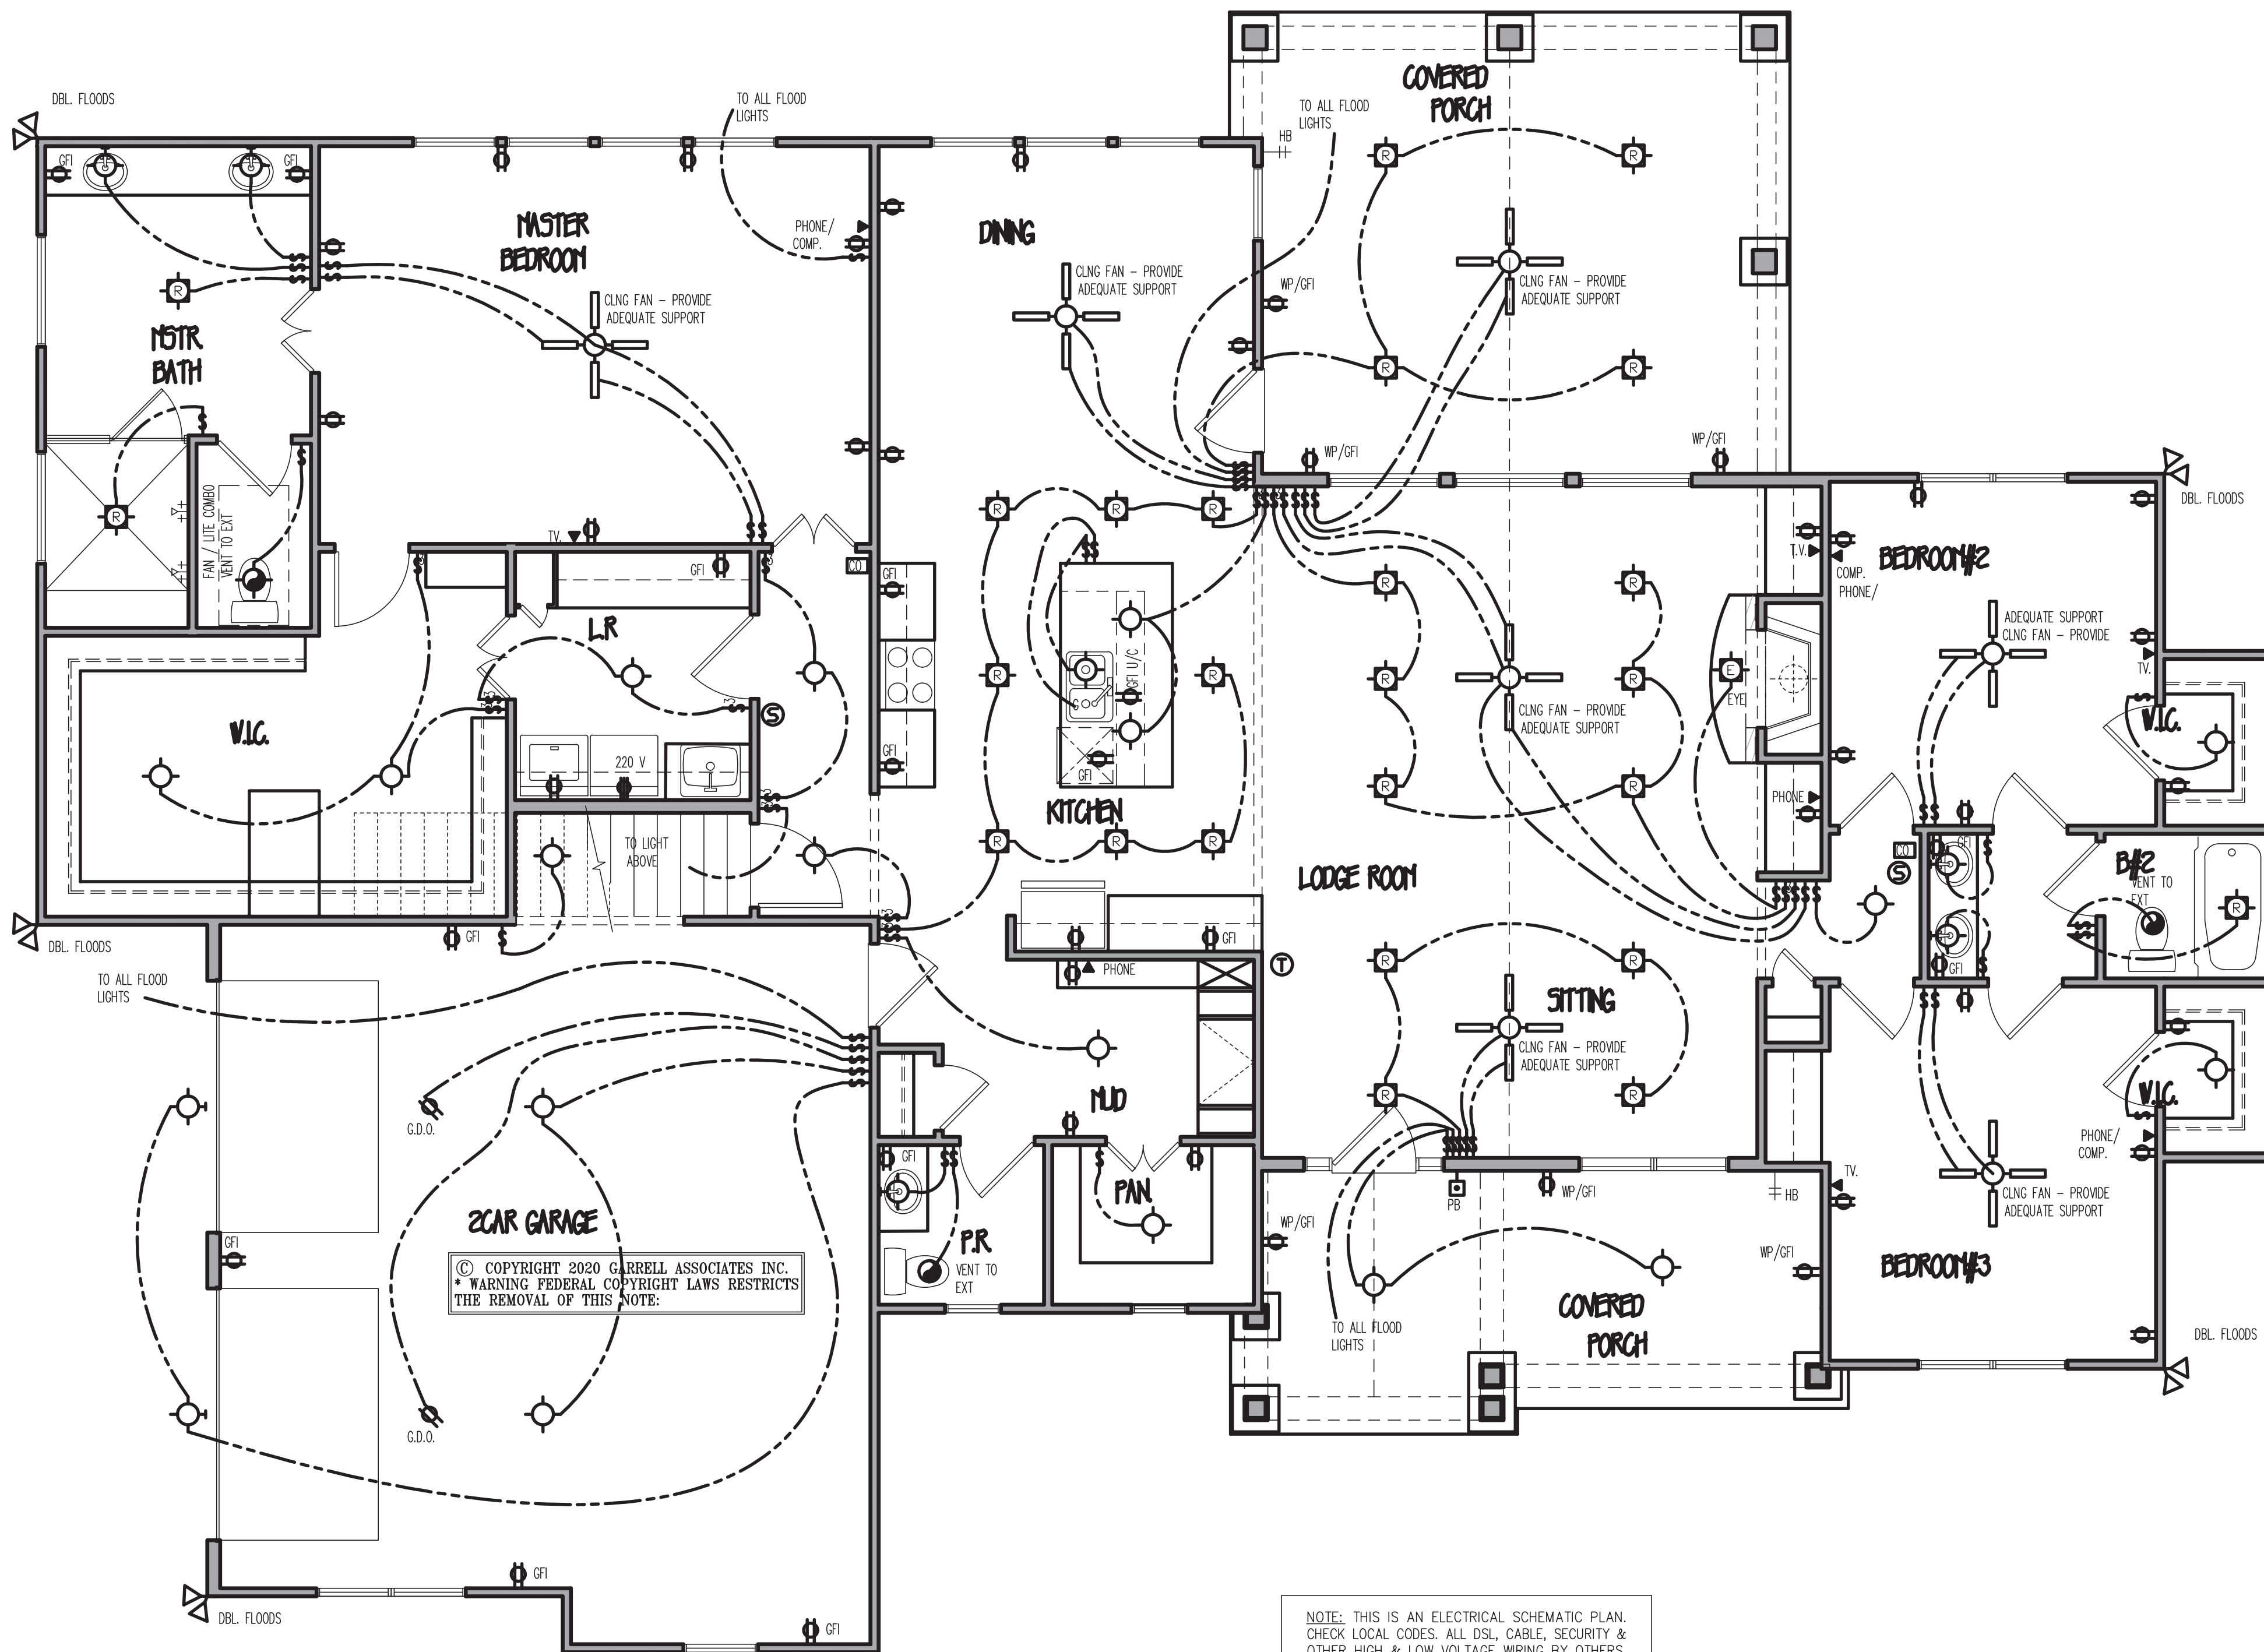 DBL. FLOODS
TO ALL FLOOD
LIGHTS
COVERED
PORCH
TO ALL FLOOD
LIGHTS
HB
GFI
GFI
R
R
MASTER
BEDROOM
PHONE/
COMP.
DINING
CLNG FAN - PROVIDE
ADEQUATE SUPPORT
CLNG FAN - PROVIDE
ADEQUATE SUPPORT
WP/GFI
R
CLNG FAN - PROVIDE
ADEQUATE SUPPORT
MSTR.
BATH
R
R
WP/GFI
WP/GFI
DBL. FLOODS
FAN / LITE COMBO
VENT TO EXT
R
R
R
R
TV.
GFI
CO
GFI
T.V.
COMP.
PHONE/
BEDROOM#2
R
R
ADEQUATE SUPPORT
CLNG FAN - PROVIDE
L.R
GFI U/C
R
R
R
R
E
EYE
TV.
W.I.C.
S
CLNG FAN - PROVIDE
ADEQUATE SUPPORT
W.I.C.
220 V
GFI
GFI
R
R
PHONE
KITCHEN
TO LIGHT
ABOVE
R
R
R
LODGE ROOM
CO
S
GFI
B#2
VENT TO
EXT
R
DBL. FLOODS
GFI
GFI
GFI
TO ALL FLOOD
LIGHTS
PHONE
T
R
R
SITTING
CLNG FAN - PROVIDE
ADEQUATE SUPPORT
R
R
G.D.O.
MUD
W.I.C.
PHONE/
COMP.
GFI
PAN.
TV.
PB
WP/GFI
HB
CLNG FAN - PROVIDE
ADEQUATE SUPPORT
2CAR GARAGE
P.R.
WP/GFI
WP/GFI
GFI
© COPYRIGHT 2020 GARRELL ASSOCIATES INC.
* WARNING FEDERAL COPYRIGHT LAWS RESTRICTS
THE REMOVAL OF THIS NOTE:
VENT TO
EXT
BEDROOM#3
COVERED
PORCH
TO ALL FLOOD
LIGHTS
DBL. FLOODS
G.D.O.
GFI
DBL. FLOODS
GFI
NOTE: THIS IS AN ELECTRICAL SCHEMATIC PLAN.
CHECK LOCAL CODES. ALL DSL, CABLE, SECURITY &
OTHER HIGH & LOW VOLTAGE WIRING BY OTHERS.